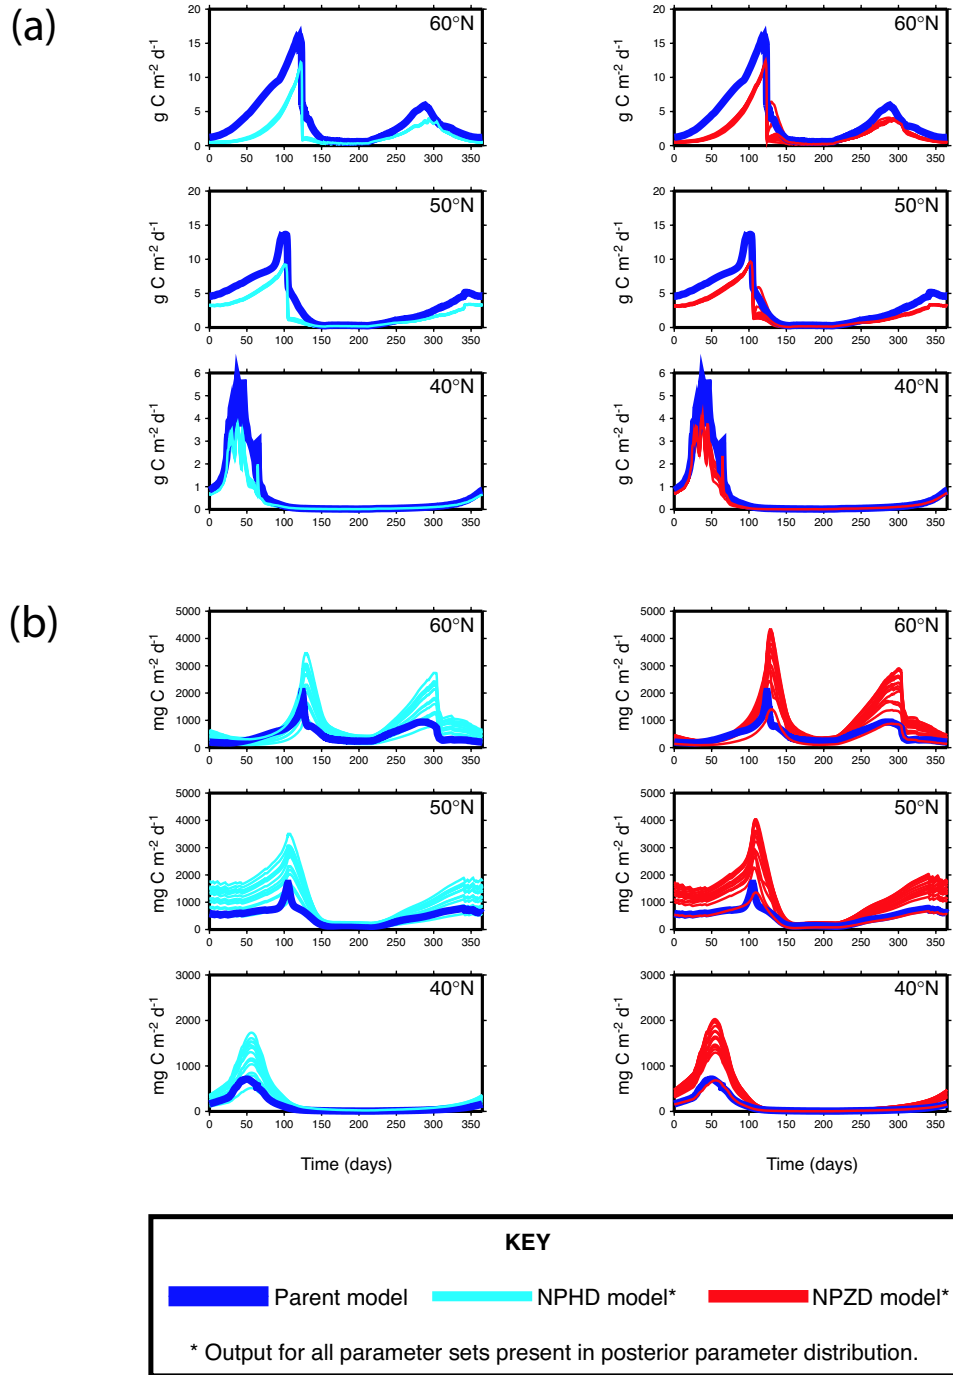 (a)
60°N
60°N
g C m-2 d-1
20
15
10
5
0
0 50 100 150 200 250 300 350
g C m-2 d-1
20
15
10
5
0
0 50 100 150 200 250 300 350
50°N
50°N
g C m-2 d-1
20
15
10
5
0
0 50 100 150 200 250 300 350
g C m-2 d-1
20
15
10
5
0
0 50 100 150 200 250 300 350
40°N
40°N
g C m-2 d-1
6
5
4
3
2
1
0
0 50 100 150 200 250 300 350
g C m-2 d-1
6
5
4
3
2
1
0
0 50 100 150 200 250 300 350
(b)
60°N
60°N
mg C m-2 d-1
5000
4000
3000
2000
1000
0
0 50 100 150 200 250 300 350
mg C m-2 d-1
5000
4000
3000
2000
1000
0
0 50 100 150 200 250 300 350
50°N
50°N
mg C m-2 d-1
5000
4000
3000
2000
1000
0
0 50 100 150 200 250 300 350
mg C m-2 d-1
5000
4000
3000
2000
1000
0
0 50 100 150 200 250 300 350
40°N
40°N
mg C m-2 d-1
3000
2000
1000
0
0 50 100 150 200 250 300 350
mg C m-2 d-1
3000
2000
1000
0
0 50 100 150 200 250 300 350
Time (days)
Time (days)
KEY
Parent model
NPHD model*
NPZD model*
* Output for all parameter sets present in posterior parameter distribution.